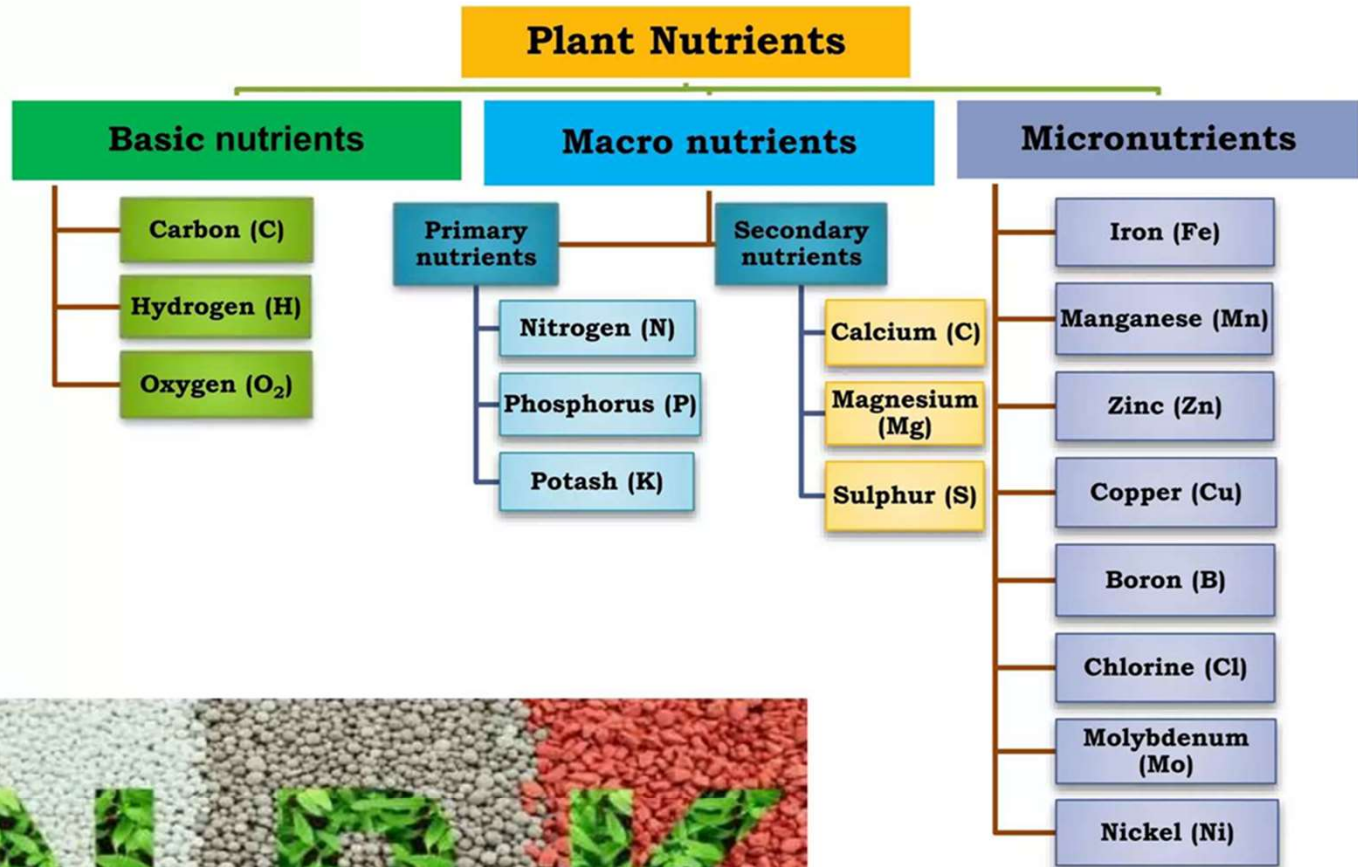 Plant Nutrients
Basic nutrients
Carbon (C)
Hydrogen (H)
Oxygen (O₂)
Macro nutrients
Primary
nutrients
Nitrogen (N)
Phosphorus (P)
Potash (K)
Secondary
nutrients
Calcium (C)
Magnesium
(Mg)
Sulphur (S)
Micronutrients
Iron (Fe)
Manganese (Mn)
Zinc (Zn)
Copper (Cu)
Boron (B)
Chlorine (Cl)
Molybdenum
(Mo)
Nickel (Ni)
N P K